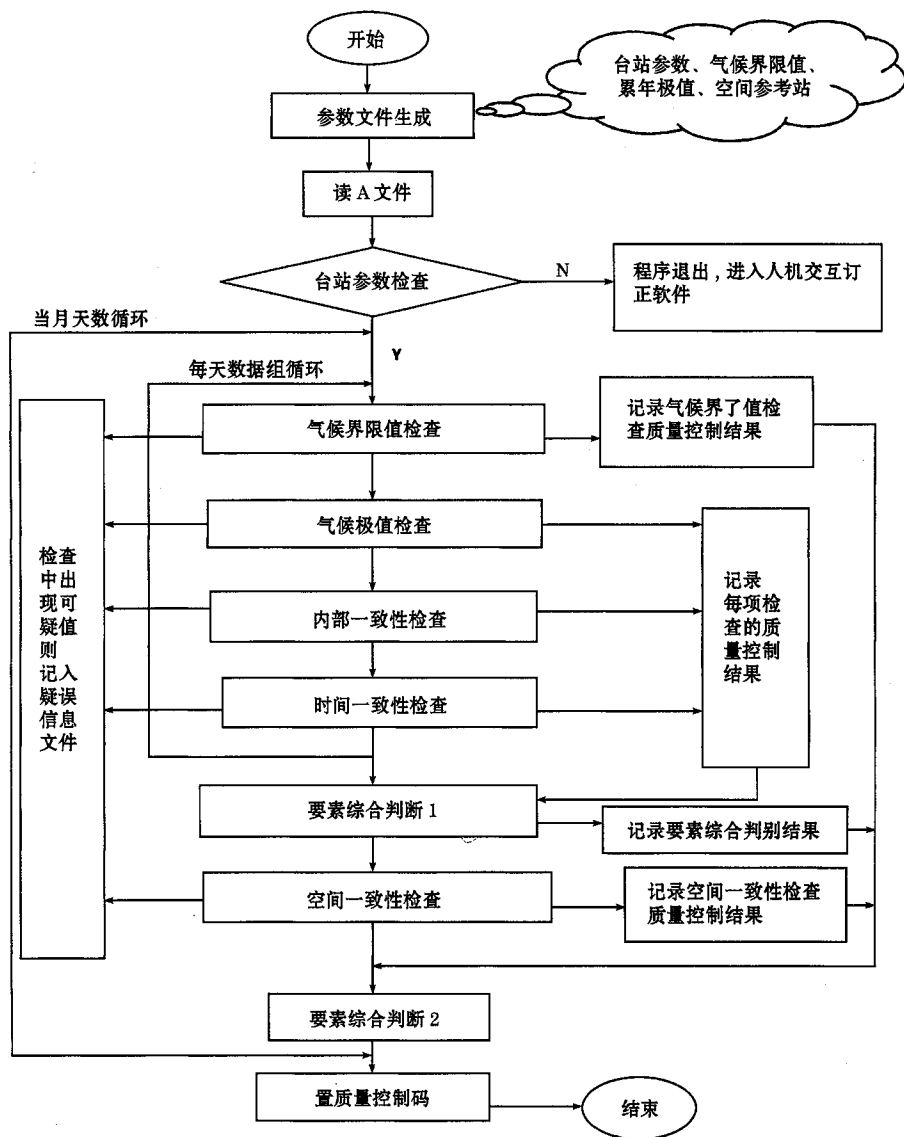 开始
台站参数、气候界限值、
累年极值、空间参考站
参数文件生成
读A文件
台站参数检查
N
程序退出,进入人机交互订
正软件
当月天数循环
Y
每天数据组循环
气候界限值检查
记录气候界了值检
查质量控制结果
气候极值检查
检查
中出
现可
疑值
则
记入
疑误
信息
文件
记录
每项检
查的质
量控制
结果
内部一致性检查
时间一致性检查
要素综合判断1
记录要素综合判别结果
空间一致性检查
记录空间一致性检查
质量控制结果
要素综合判断2
置质量控制码
结束